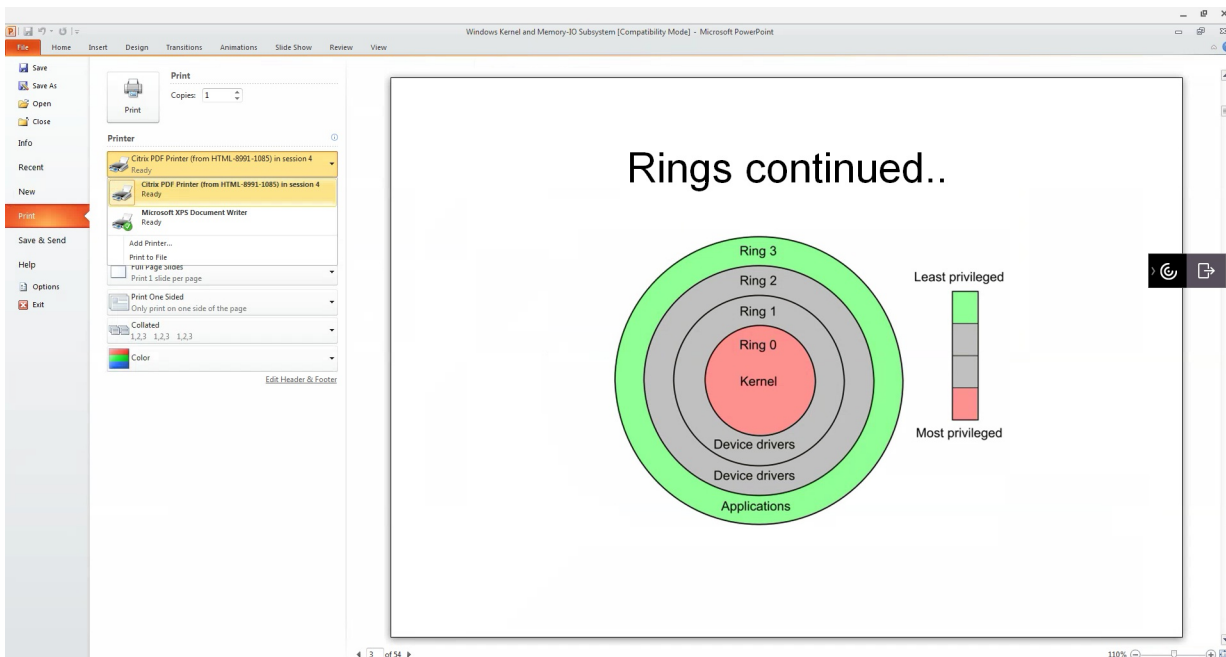 Windows Kernel and Memory-IO Subsystem [Compatibility Mode] - Microsoft PowerPoint
File Home Insert Design Transitions Animations Slide Show Review View
Save
Save As
Open
Close
Info
Recent
New
Print
Save & Send
Help
Options
Exit
Print
Copies: 1
Print
Printer
Citrix PDF Printer (from HTML-8991-1085) in session 4
Ready
Citrix PDF Printer (from HTML-8991-1085) in session 4
Ready
Microsoft XPS Document Writer
Ready
Add Printer...
Print to File
Full Page Slides
Print 1 slide per page
Print One Sided
Only print on one side of the page
Collated
1,2,3 1,2,3 1,2,3
Color
Edit Header & Footer
Rings continued..
Ring 3
Ring 2
Ring 1
Ring 0
Kernel
Device drivers
Device drivers
Applications
Least privileged
Most privileged
3 of 54
110%